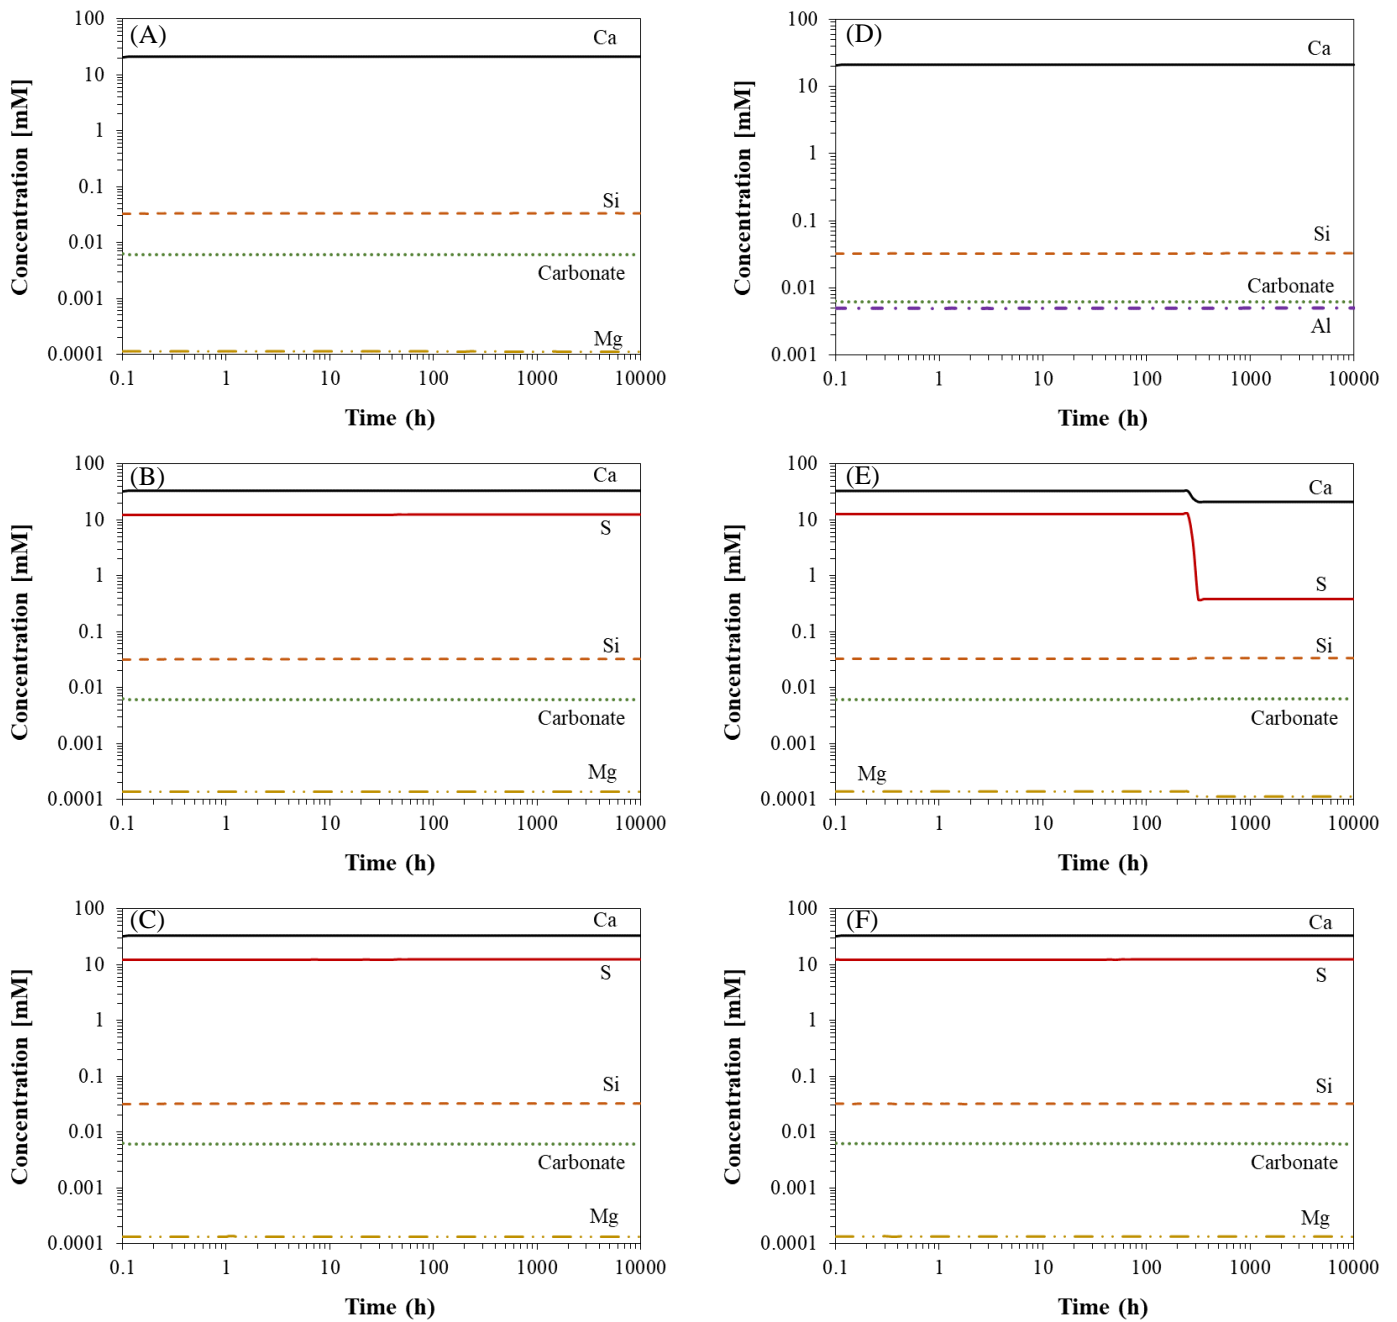 (A)
Concentration [mM]
100
10
1
0.1
0.01
0.001
0.0001
Ca
Si
Carbonate
Mg
0.1 1 10 100 1000 10000
Time (h)
(D)
Concentration [mM]
100
10
1
0.1
0.01
0.001
Ca
Si
Carbonate
Al
0.1 1 10 100 1000 10000
Time (h)
(B)
Concentration [mM]
100
10
1
0.1
0.01
0.001
0.0001
Ca
S
Si
Carbonate
Mg
0.1 1 10 100 1000 10000
Time (h)
(E)
Concentration [mM]
100
10
1
0.1
0.01
0.001
0.0001
Ca
S
Si
Carbonate
Mg
0.1 1 10 100 1000 10000
Time (h)
(C)
Concentration [mM]
100
10
1
0.1
0.01
0.001
0.0001
Ca
S
Si
Carbonate
Mg
0.1 1 10 100 1000 10000
Time (h)
(F)
Concentration [mM]
100
10
1
0.1
0.01
0.001
0.0001
Ca
S
Si
Carbonate
Mg
0.1 1 10 100 1000 10000
Time (h)